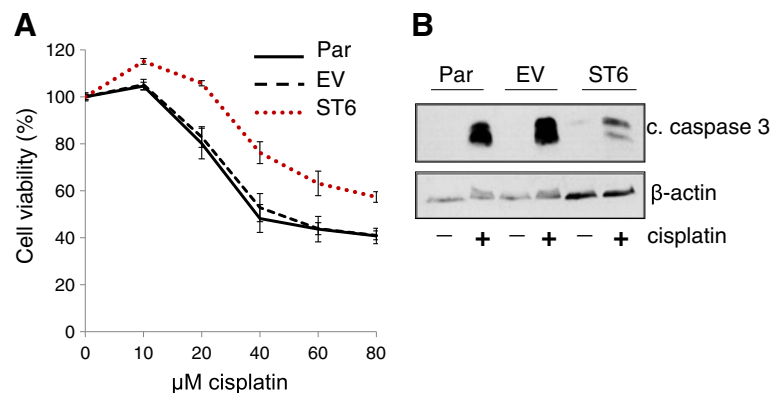 A
120
100
80
60
40
20
0
Cell viability (%)
0 10 20 40 60 80
µM cisplatin
Par
EV
ST6
B
Par EV ST6
c. caspase 3
β-actin
– + – + – + cisplatin